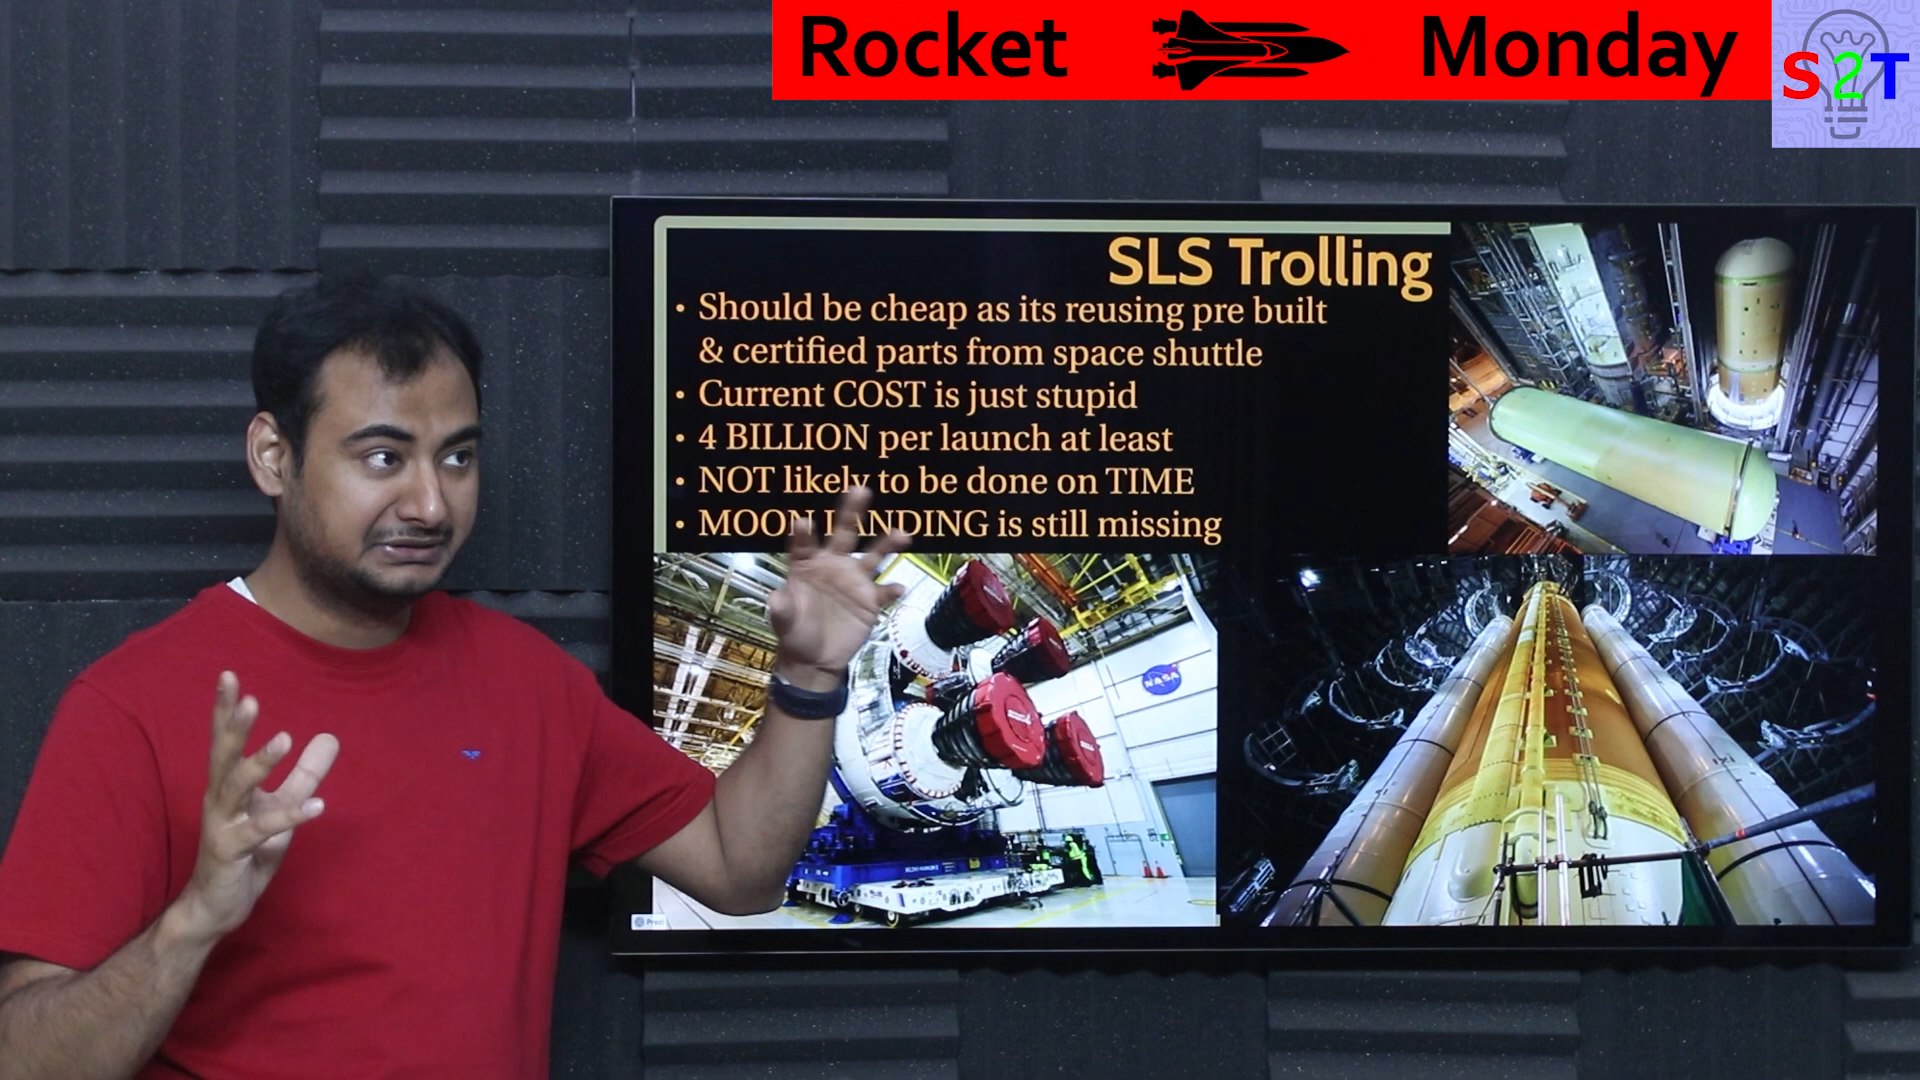 Rocket Monday
S2T
SLS Trolling
• Should be cheap as its reusing pre built
& certified parts from space shuttle
• Current COST is just stupid
• 4 BILLION per launch at least
• NOT likely to be done on TIME
• MOON LANDING is still missing
NASA
Prezi